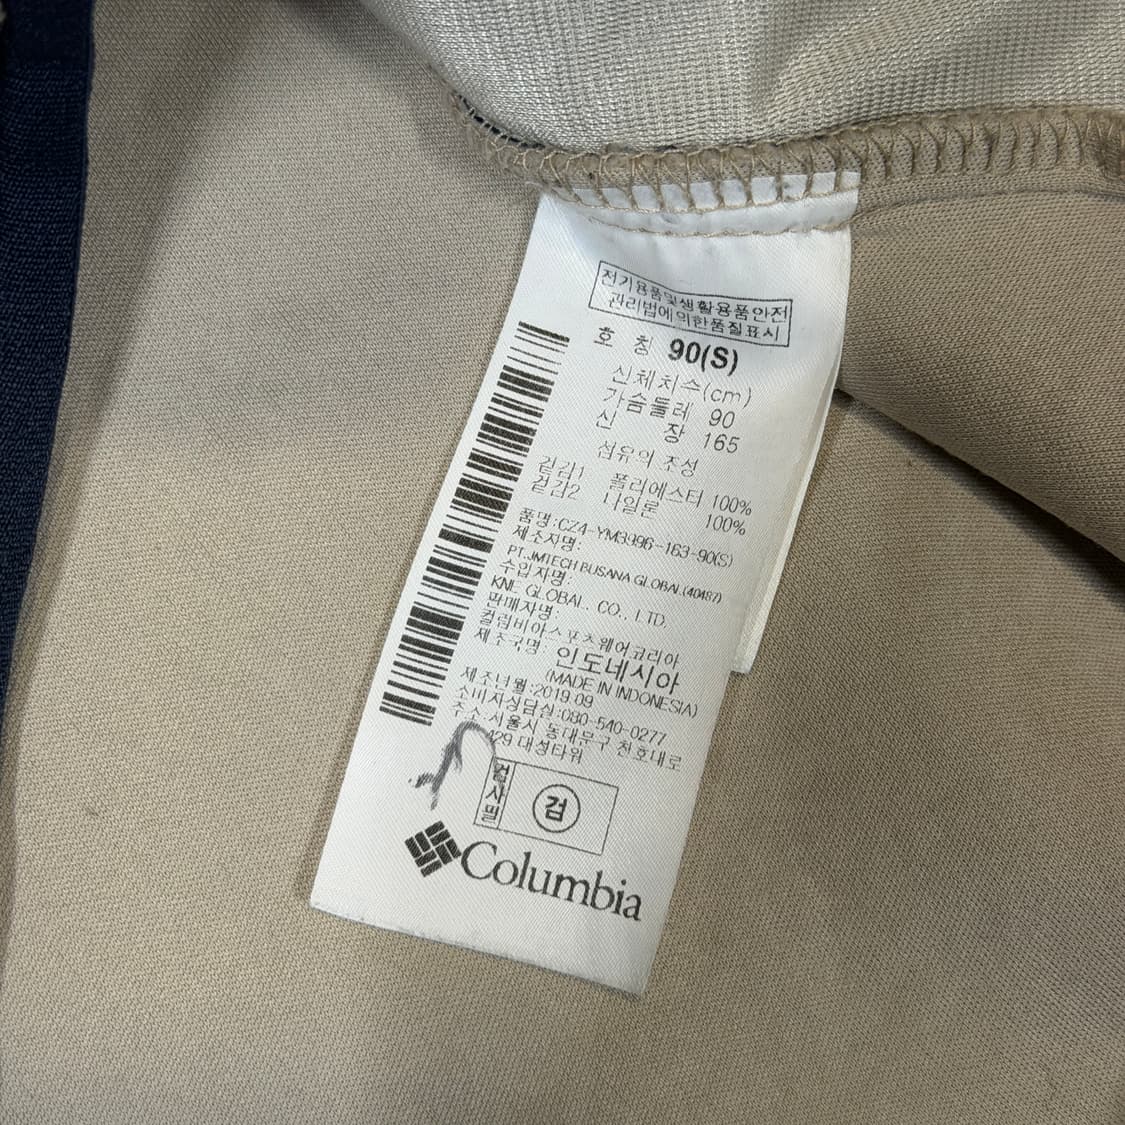 전기용품및생활용품안전
관리법에의한품질표시
호 칭 90(S)
신체치수(cm)
가슴둘레 90
신 장 165
섬유의 조성
겉감1 폴리에스터 100%
겉감2 나일론 100%
품명:CZ4-YM3996-163-90(S)
제조자명:
PT.JMTECH BUSANA GLOBAL(40487)
수입자명:
KNE GLOBAL. CO., LTD.
판매자명:
컬럼비아스포츠웨어코리아
제조국명: 인도네시아
(MADE IN INDONESIA)
제조년월:2019.09
소비자상담실:080-540-0277
주소:서울시 동대문구 천호대로
429 대성타워
검사필 검
Columbia